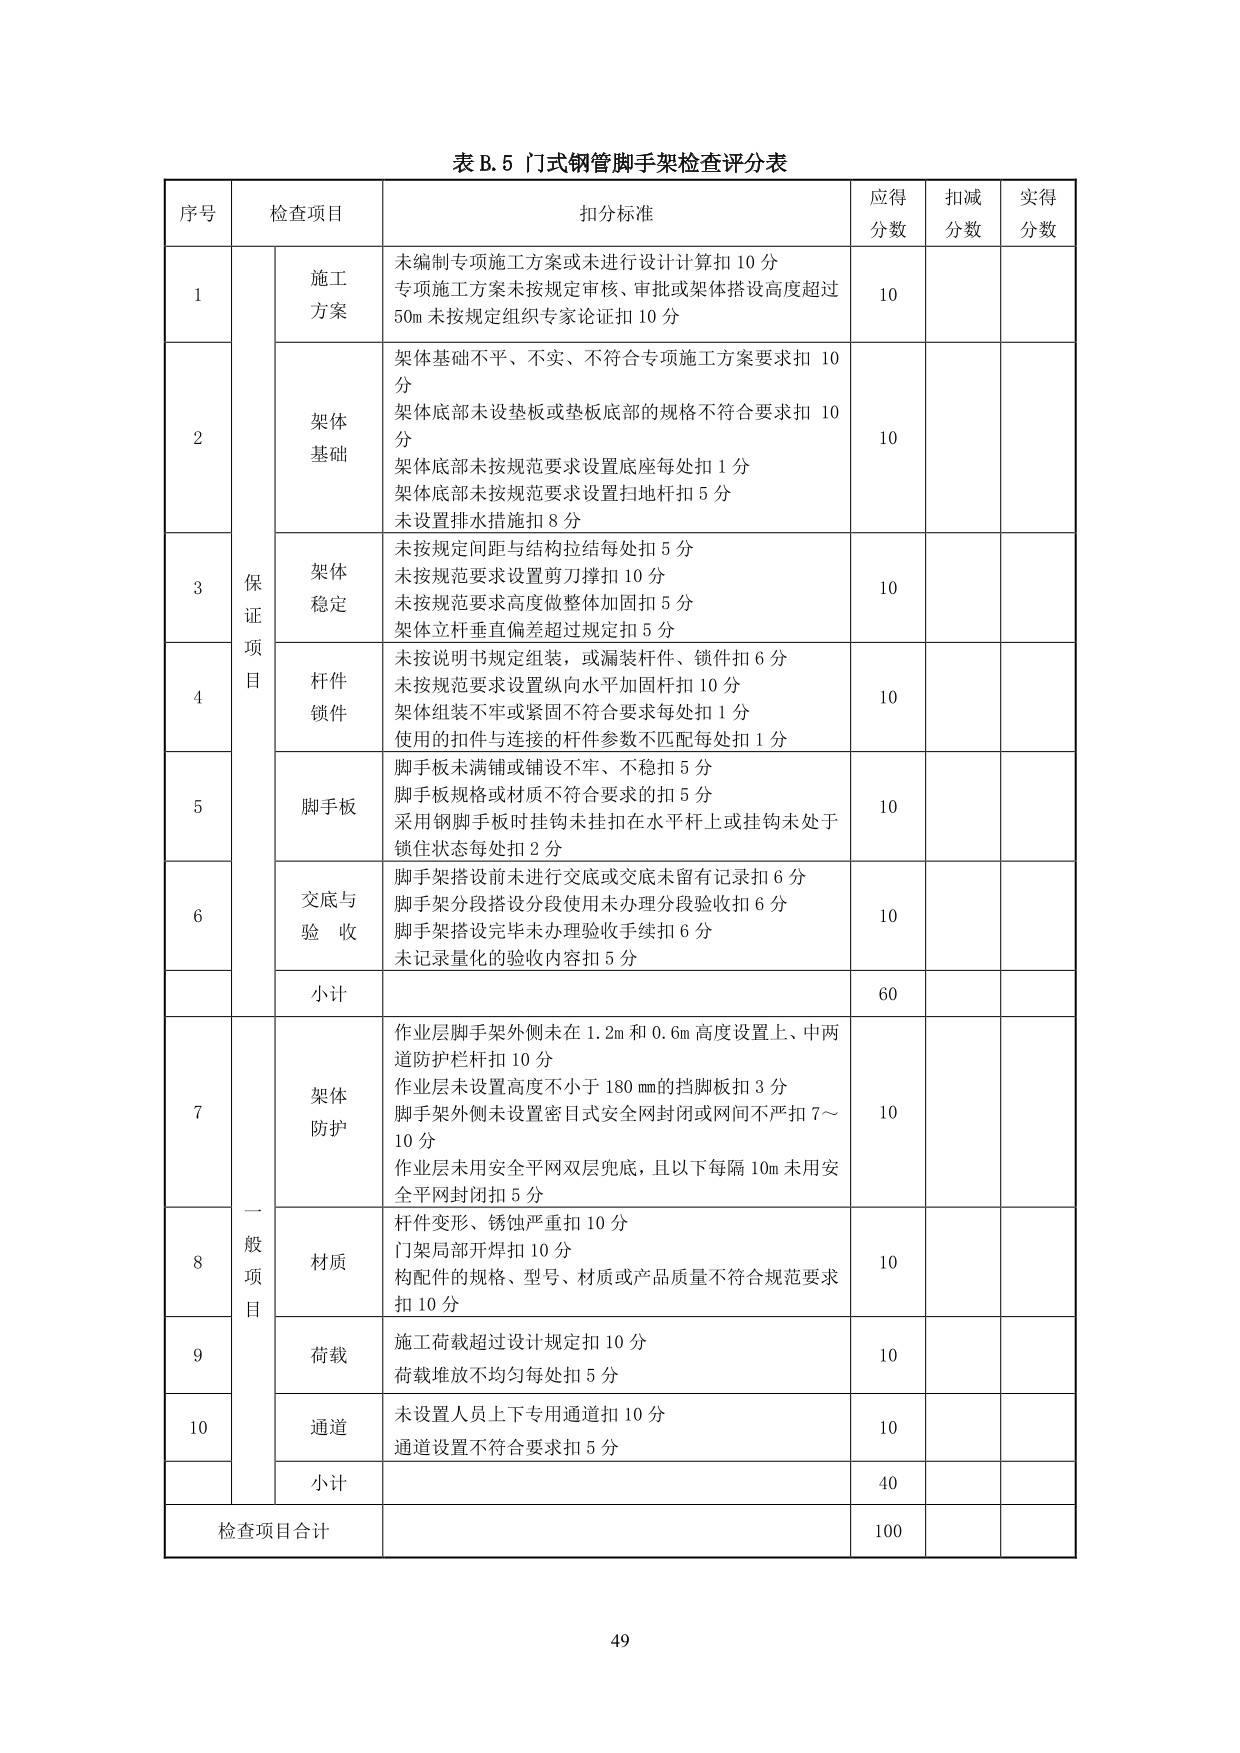 表 B.5 门式钢管脚手架检查评分表
序号 检查项目 扣分标准 应得分数 扣减分数 实得分数
保证项目
1 施工方案 10
未编制专项施工方案或未进行设计计算扣 10 分
专项施工方案未按规定审核、审批或架体搭设高度超过
50m 未按规定组织专家论证扣 10 分
2 架体基础 10
架体基础不平、不实、不符合专项施工方案要求扣 10
分
架体底部未设垫板或垫板底部的规格不符合要求扣 10
分
架体底部未按规范要求设置底座每处扣 1 分
架体底部未按规范要求设置扫地杆扣 5 分
未设置排水措施扣 8 分
3 架体稳定 10
未按规定间距与结构拉结每处扣 5 分
未按规范要求设置剪刀撑扣 10 分
未按规范要求高度做整体加固扣 5 分
架体立杆垂直偏差超过规定扣 5 分
4 杆件锁件 10
未按说明书规定组装，或漏装杆件、锁件扣 6 分
未按规范要求设置纵向水平加固杆扣 10 分
架体组装不牢或紧固不符合要求每处扣 1 分
使用的扣件与连接的杆件参数不匹配每处扣 1 分
5 脚手板 10
脚手板未满铺或铺设不牢、不稳扣 5 分
脚手板规格或材质不符合要求的扣 5 分
采用钢脚手板时挂钩未挂扣在水平杆上或挂钩未处于
锁住状态每处扣 2 分
6 交底与验 收 10
脚手架搭设前未进行交底或交底未留有记录扣 6 分
脚手架分段搭设分段使用未办理分段验收扣 6 分
脚手架搭设完毕未办理验收手续扣 6 分
未记录量化的验收内容扣 5 分
小计 60
一般项目
7 架体防护 10
作业层脚手架外侧未在 1.2m 和 0.6m 高度设置上、中两
道防护栏杆扣 10 分
作业层未设置高度不小于 180 mm的挡脚板扣 3 分
脚手架外侧未设置密目式安全网封闭或网间不严扣 7～
10 分
作业层未用安全平网双层兜底，且以下每隔 10m 未用安
全平网封闭扣 5 分
8 材质 10
杆件变形、锈蚀严重扣 10 分
门架局部开焊扣 10 分
构配件的规格、型号、材质或产品质量不符合规范要求
扣 10 分
9 荷载 10
施工荷载超过设计规定扣 10 分
荷载堆放不均匀每处扣 5 分
10 通道 10
未设置人员上下专用通道扣 10 分
通道设置不符合要求扣 5 分
小计 40
检查项目合计 100
49